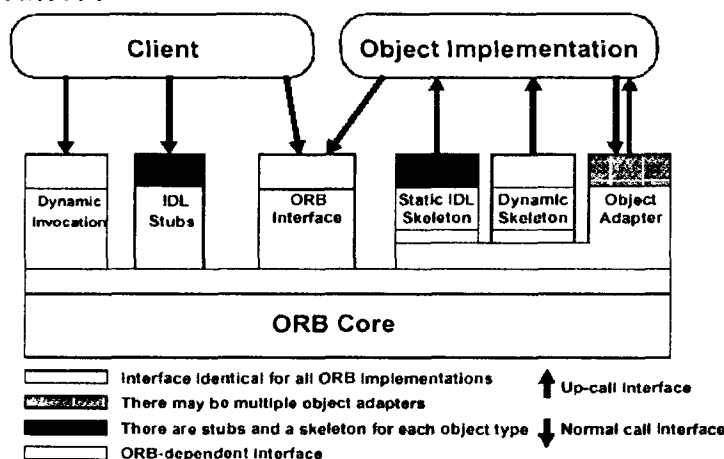 Client
Object Implementation
Dynamic
Invocation
IDL
Stubs
ORB
Interface
Static IDL
Skeleton
Dynamic
Skeleton
Object
Adapter
ORB Core
Interface Identical for all ORB Implementations
There may be multiple object adapters
There are stubs and a skeleton for each object type
ORB-dependent Interface
Up-call Interface
Normal call Interface